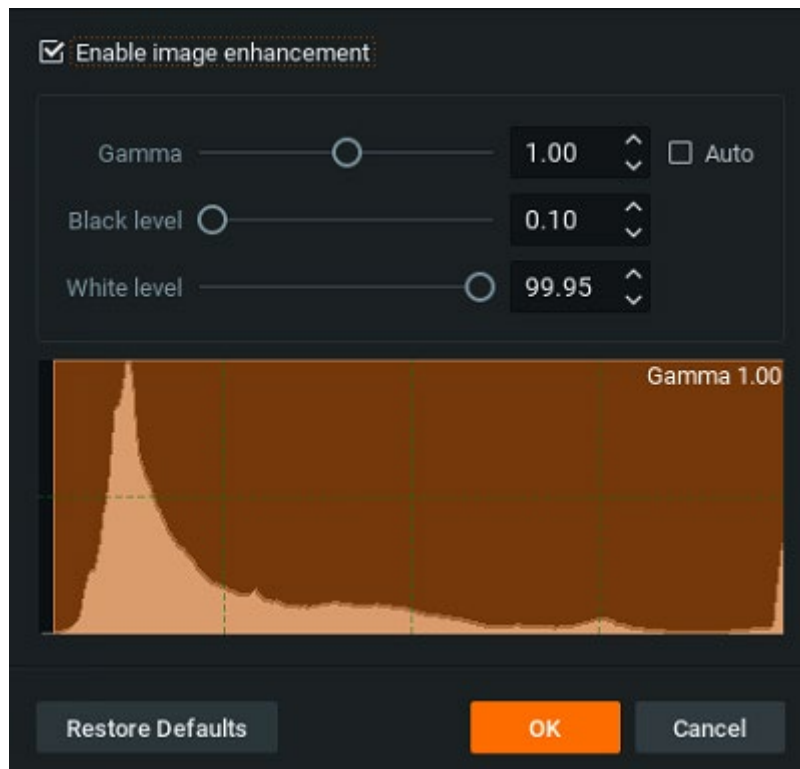 Enable image enhancement
Gamma 1.00 Auto
Black level 0.10
White level 99.95
Gamma 1.00
Restore Defaults OK Cancel